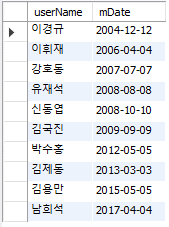 userName mDate
이경규 2004-12-12
이휘재 2006-04-04
강호동 2007-07-07
유재석 2008-08-08
신동엽 2008-10-10
김국진 2009-09-09
박수홍 2012-05-05
김제동 2013-03-03
김용만 2015-05-05
남희석 2017-04-04